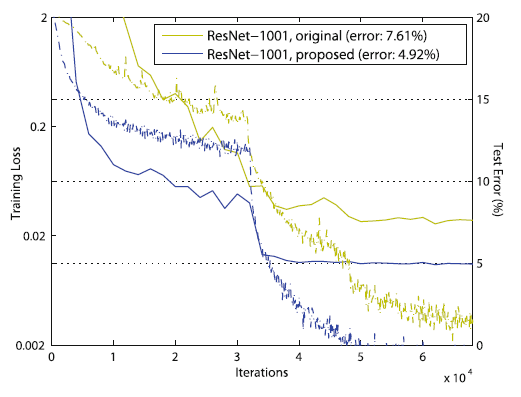 2
20
ResNet−1001, original (error: 7.61%)
ResNet−1001, proposed (error: 4.92%)
15
0.2
Training Loss
Test Error (%)
10
0.02
5
0.002
0
0 1 2 3 4 5 6
Iterations
x 10^4